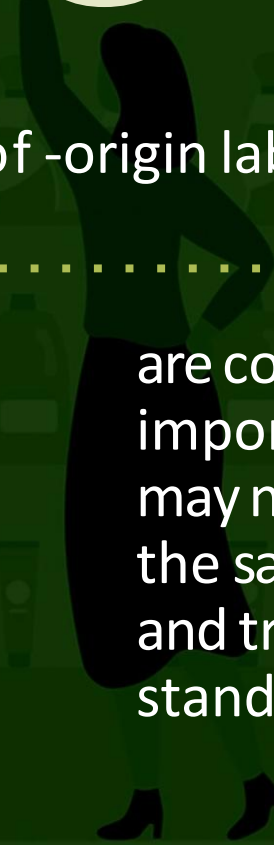 of -origin lab
are co
impor
may n
the sa
and tr
stand